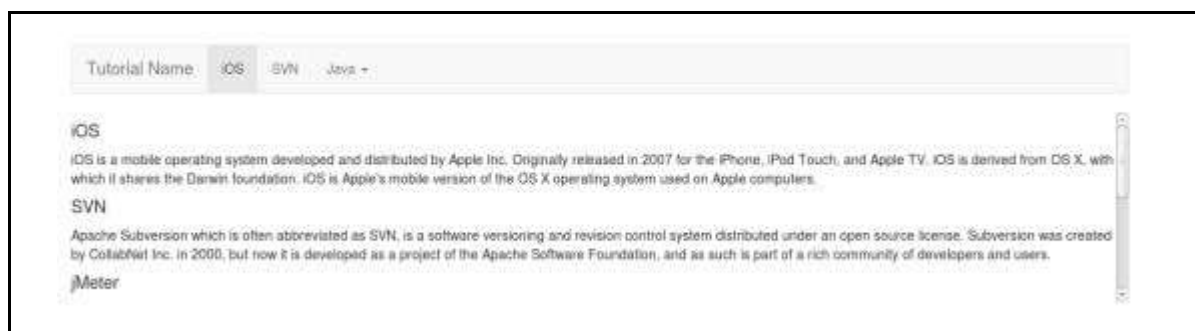 Tutorial Name iOS SVN Java
iOS
iOS is a mobile operating system developed and distributed by Apple Inc. Originally released in 2007 for the iPhone, iPod Touch, and Apple TV. iOS is derived from OS X, with
which it shares the Darwin foundation. iOS is Apple's mobile version of the OS X operating system used on Apple computers.
SVN
Apache Subversion which is often abbreviated as SVN, is a software versioning and revision control system distributed under an open source license. Subversion was created
by CollabNet Inc. in 2000, but now it is developed as a project of the Apache Software Foundation, and as such is part of a rich community of developers and users.
jMeter